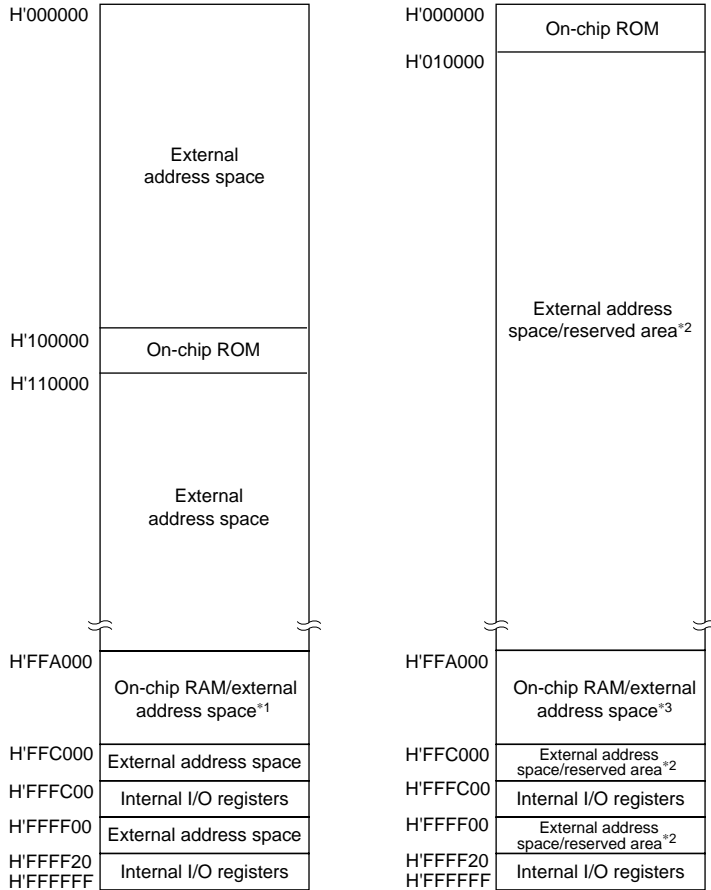 H'000000
External
address space
H'100000
On-chip ROM
H'110000
External
address space
H'FFA000
On-chip RAM/external
address space*1
H'FFC000
External address space
H'FFFC00
Internal I/O registers
H'FFFF00
External address space
H'FFFF20
Internal I/O registers
H'FFFFFF
H'000000
On-chip ROM
H'010000
External address
space/reserved area*2
H'FFA000
On-chip RAM/external
address space*3
H'FFC000
External address
space/reserved area*2
H'FFFC00
Internal I/O registers
H'FFFF00
External address
space/reserved area*2
H'FFFF20
Internal I/O registers
H'FFFFFF